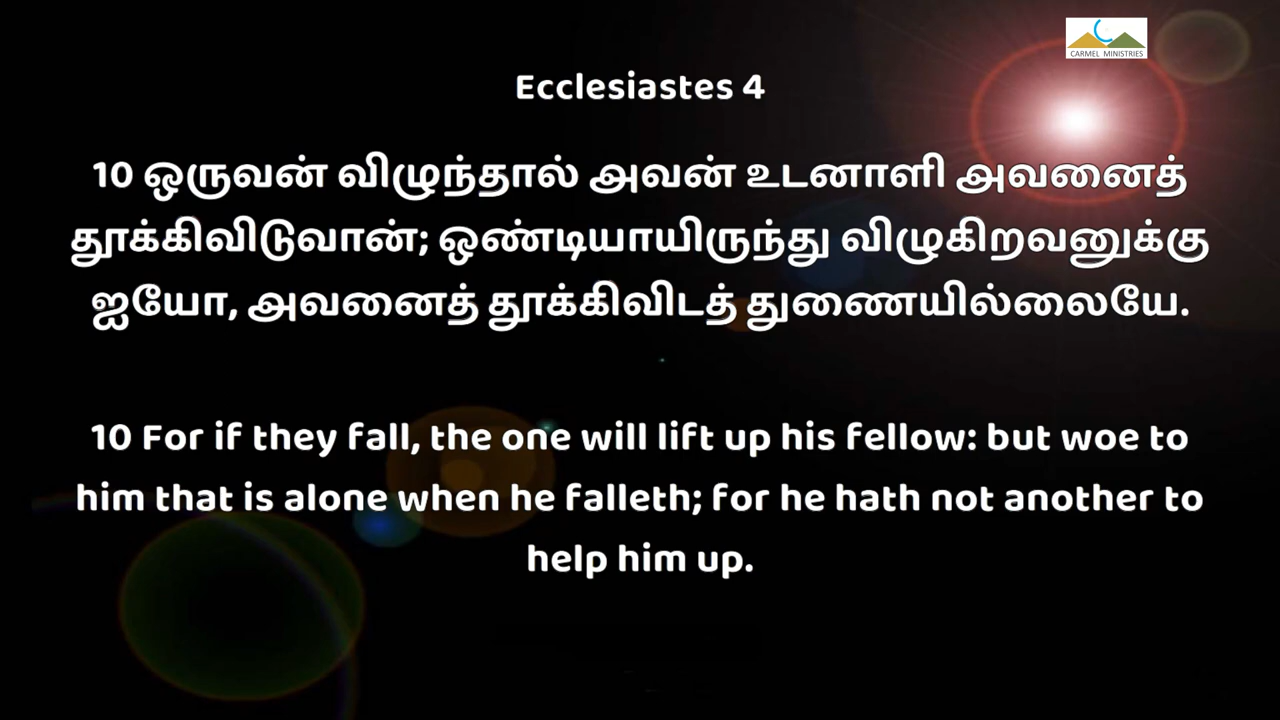 CARMEL MINISTRIES
Ecclesiastes 4
10 ஒருவன் விழுந்தால் அவன் உடனாளி அவனைத்
தூக்கிவிடுவான்; ஒண்டியாயிருந்து விழுகிறவனுக்கு
ஐயோ, அவனைத் தூக்கிவிடத் துணையில்லையே.
10 For if they fall, the one will lift up his fellow: but woe to
him that is alone when he falleth; for he hath not another to
help him up.